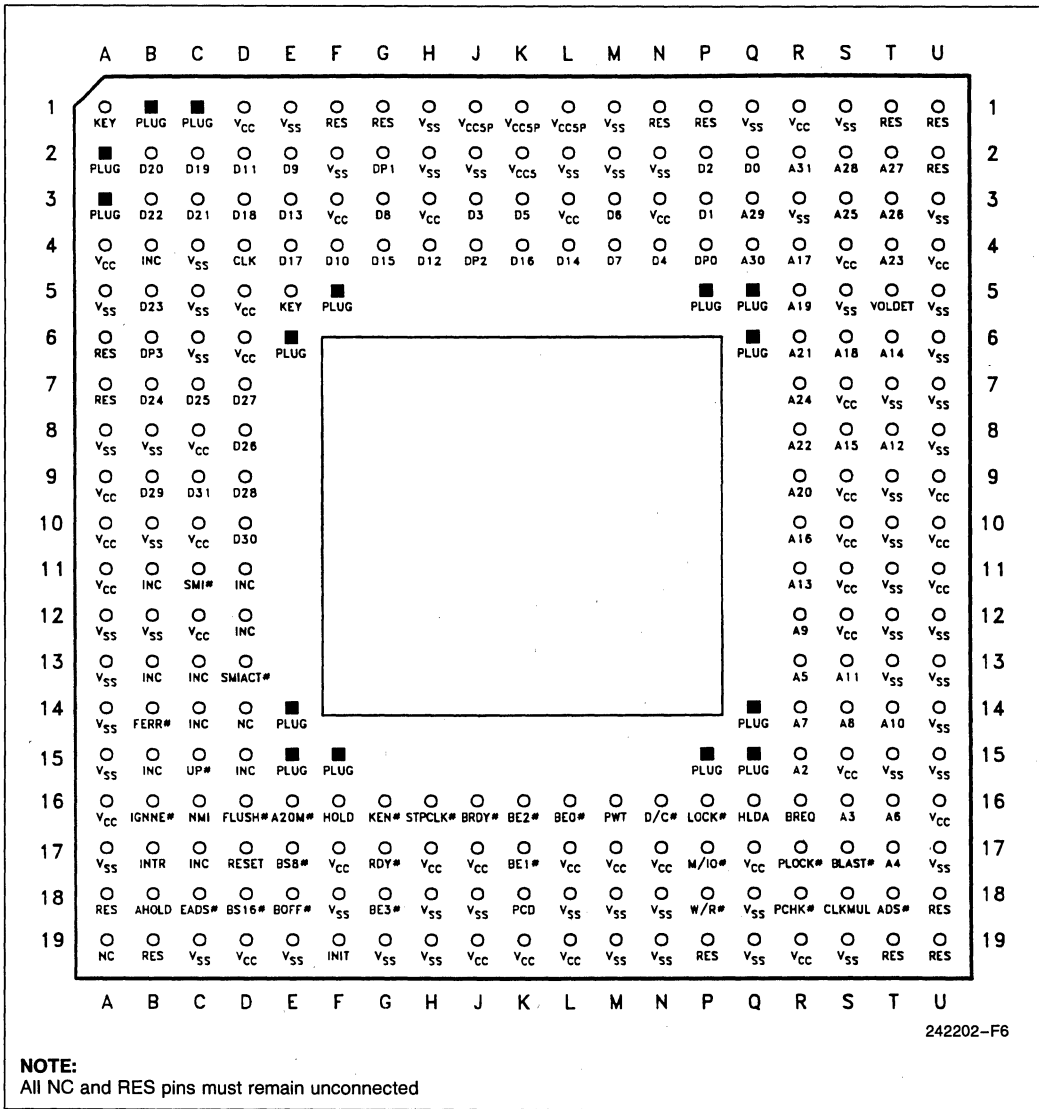 A B C D E F G H J K L M N P Q R S T U
1 1
KEY PLUG PLUG VCC VSS RES RES VSS VCC5P VCC5P VCC5P VSS RES RES VSS VCC VSS RES RES
2 2
PLUG D20 D19 D11 D9 VSS DP1 VSS VSS VCC5 VSS VSS VSS D2 D0 A31 A28 A27 RES
3 3
PLUG D22 D21 D18 D13 VCC D8 VCC D3 D5 VCC D6 VCC D1 A29 VSS A25 A26 VSS
4 4
VCC INC VSS CLK D17 D10 D15 D12 DP2 D16 D14 D7 D4 DP0 A30 A17 VCC A23 VCC
5 5
VSS D23 VSS VCC KEY PLUG PLUG PLUG A19 VSS VOLDET VSS
6 6
RES DP3 VSS VCC PLUG PLUG A21 A18 A14 VSS
7 7
RES D24 D25 D27 A24 VCC VSS VSS
8 8
VSS VSS VCC D26 A22 A15 A12 VSS
9 9
VCC D29 D31 D28 A20 VCC VSS VCC
10 10
VCC VSS VCC D30 A16 VCC VSS VCC
11 11
VCC INC SMI# INC A13 VCC VSS VCC
12 12
VSS VSS VCC INC A9 VCC VSS VSS
13 13
VSS INC INC SMIACT# A5 A11 VSS VSS
14 14
VSS FERR# INC NC PLUG PLUG A7 A8 A10 VSS
15 15
VSS INC UP# INC PLUG PLUG PLUG PLUG A2 VCC VSS VSS
16 16
VCC IGNNE# NMI FLUSH# A20M# HOLD KEN# STPCLK# BRDY# BE2# BE0# PWT D/C# LOCK# HLDA BREQ A3 A6 VCC
17 17
VSS INTR INC RESET BS8# VCC RDY# VCC VCC BE1# VCC VCC VCC M/IO# VCC PLOCK# BLAST# A4 VSS
18 18
RES AHOLD EADS# BS16# BOFF# VSS BE3# VSS VSS PCD VSS VSS VSS W/R# VSS PCHK# CLKMUL ADS# RES
19 19
NC RES VSS VCC VSS INIT VSS VSS VCC VCC VCC VSS VSS RES VSS VCC VSS RES RES
A B C D E F G H J K L M N P Q R S T U
242202-F6
NOTE:
All NC and RES pins must remain unconnected